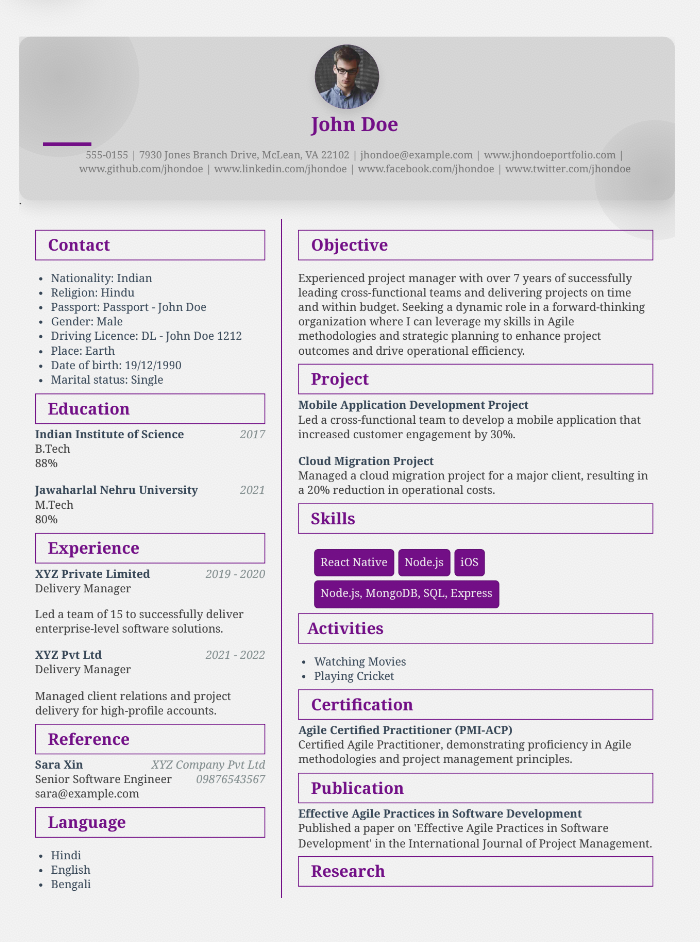 John Doe
555-0155 | 7930 Jones Branch Drive, McLean, VA 22102 | jhondoe@example.com | www.jhondoeportfolio.com |
www.github.com/jhondoe | www.linkedin.com/jhondoe | www.facebook.com/jhondoe | www.twitter.com/jhondoe
.
Contact
• Nationality: Indian
• Religion: Hindu
• Passport: Passport - John Doe
• Gender: Male
• Driving Licence: DL - John Doe 1212
• Place: Earth
• Date of birth: 19/12/1990
• Marital status: Single
Education
Indian Institute of Science 2017
B.Tech
88%
Jawaharlal Nehru University 2021
M.Tech
80%
Experience
XYZ Private Limited 2019 - 2020
Delivery Manager
Led a team of 15 to successfully deliver
enterprise-level software solutions.
XYZ Pvt Ltd 2021 - 2022
Delivery Manager
Managed client relations and project
delivery for high-profile accounts.
Reference
Sara Xin XYZ Company Pvt Ltd
Senior Software Engineer 09876543567
sara@example.com
Language
• Hindi
• English
• Bengali
Objective
Experienced project manager with over 7 years of successfully
leading cross-functional teams and delivering projects on time
and within budget. Seeking a dynamic role in a forward-thinking
organization where I can leverage my skills in Agile
methodologies and strategic planning to enhance project
outcomes and drive operational efficiency.
Project
Mobile Application Development Project
Led a cross-functional team to develop a mobile application that
increased customer engagement by 30%.
Cloud Migration Project
Managed a cloud migration project for a major client, resulting in
a 20% reduction in operational costs.
Skills
React Native Node.js iOS
Node.js, MongoDB, SQL, Express
Activities
• Watching Movies
• Playing Cricket
Certification
Agile Certified Practitioner (PMI-ACP)
Certified Agile Practitioner, demonstrating proficiency in Agile
methodologies and project management principles.
Publication
Effective Agile Practices in Software Development
Published a paper on 'Effective Agile Practices in Software
Development' in the International Journal of Project Management.
Research